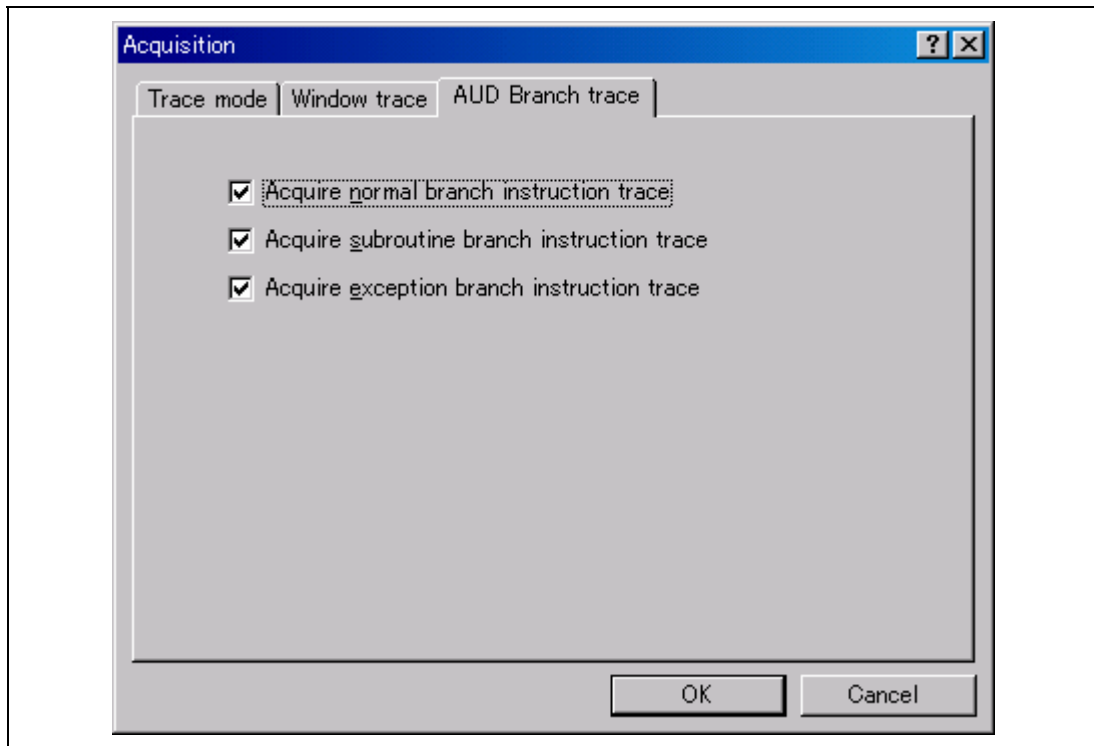 Acquisition
Trace mode Window trace AUD Branch trace
Acquire normal branch instruction trace
Acquire subroutine branch instruction trace
Acquire exception branch instruction trace
OK Cancel